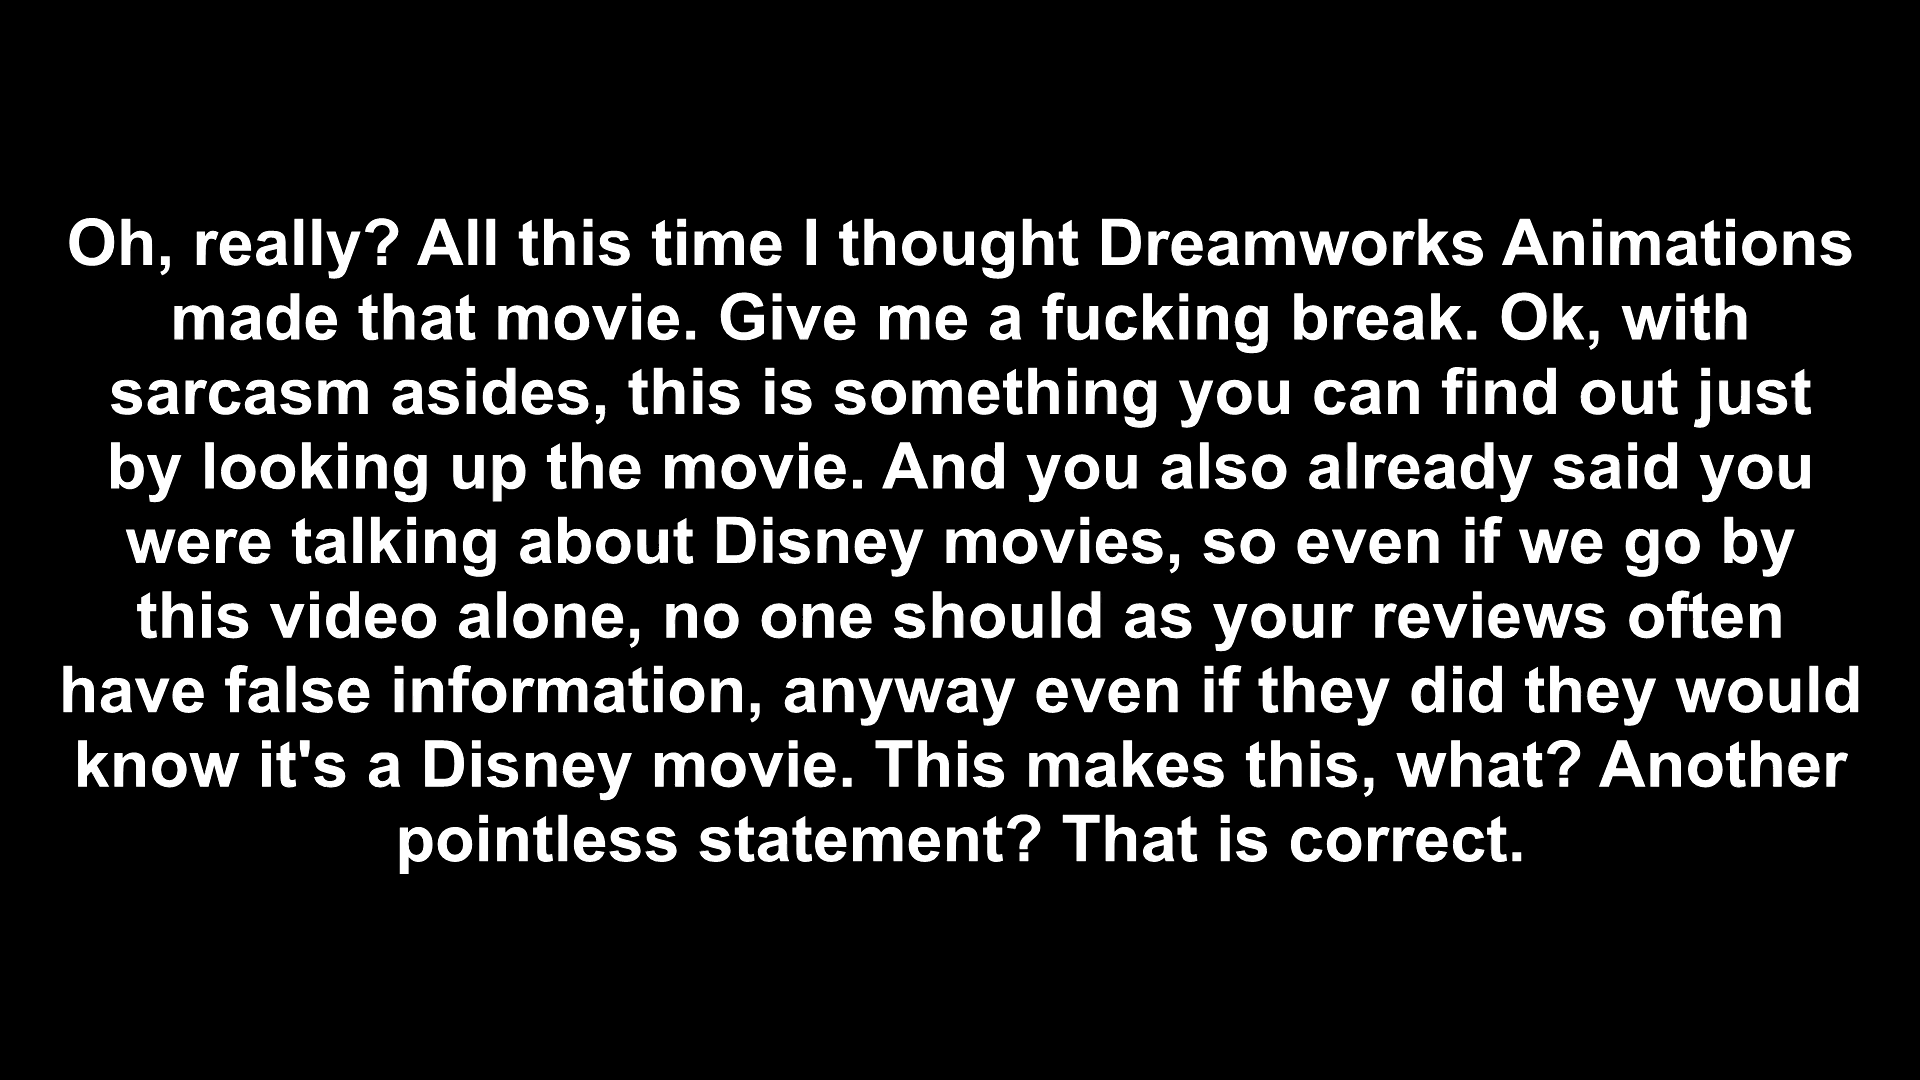 Oh, really? All this time I thought Dreamworks Animations
made that movie. Give me a fucking break. Ok, with
sarcasm asides, this is something you can find out just
by looking up the movie. And you also already said you
were talking about Disney movies, so even if we go by
this video alone, no one should as your reviews often
have false information, anyway even if they did they would
know it's a Disney movie. This makes this, what? Another
pointless statement? That is correct.